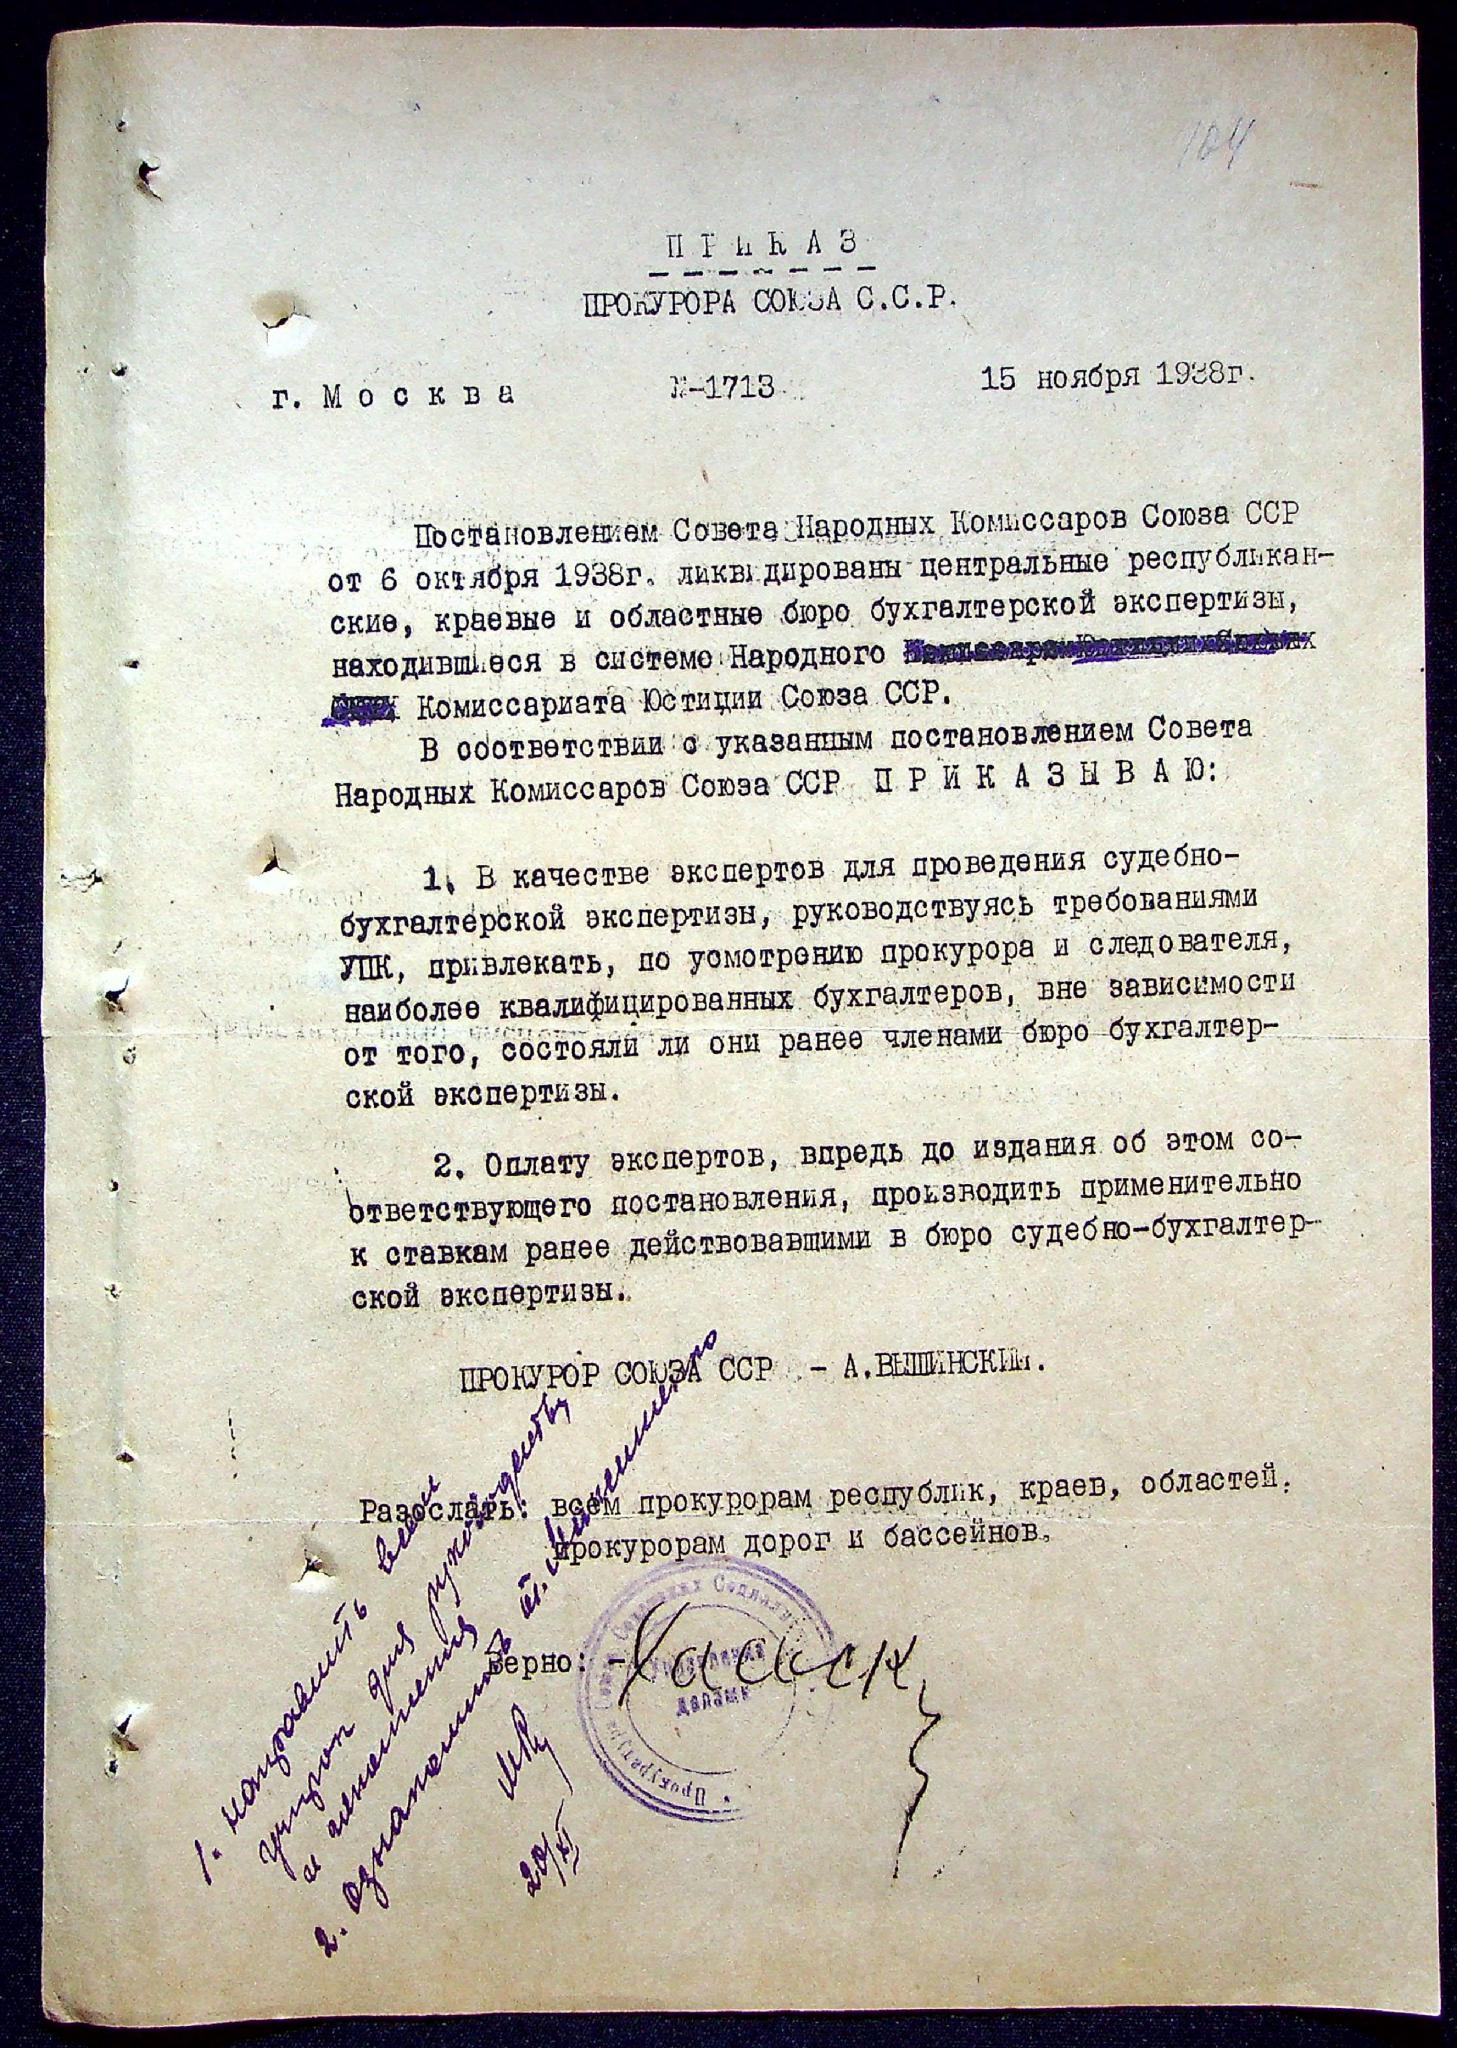 104
ПРИКАЗ
ПРОКУРОРА СОЮЗА С.С.Р.
г. Москва №-1713 15 ноября 1938г.
Постановлением Совета Народных Комиссаров Союза ССР
от 6 октября 1938г. ликвидированы центральные республикан-
ские, краевые и областные бюро бухгалтерской экспертизы,
находившиеся в системе Народного
Комиссариата Юстиции Союза ССР.
В соответствии с указанным постановлением Совета
Народных Комиссаров Союза ССР ПРИКАЗЫВАЮ:
1. В качестве экспертов для проведения судебно-
бухгалтерской экспертизы, руководствуясь требованиями
УПК, привлекать, по усмотрению прокурора и следователя,
наиболее квалифицированных бухгалтеров, вне зависимости
от того, состояли ли они ранее членами бюро бухгалтер-
ской экспертизы.
2. Оплату экспертов, впредь до издания об этом со-
ответствующего постановления, производить применительно
к ставкам ранее действовавшими в бюро судебно-бухгалтер-
ской экспертизы.
ПРОКУРОР СОЮЗА ССР - А.ВЫШИНСКИЙ.
Разослать: всем прокурорам республик, краев, областей.
прокурорам дорог и бассейнов.
Верно: -
1. направить всем
для руководству
и исполнения
2. ознакомить
20/XI